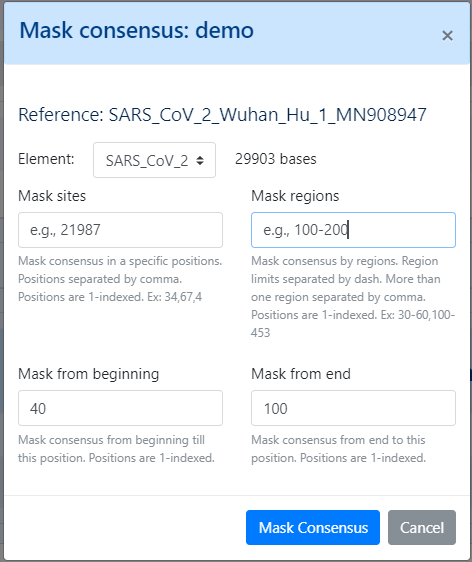 Mask consensus: demo
×
Reference: SARS_CoV_2_Wuhan_Hu_1_MN908947
Element: SARS_CoV_2 29903 bases
Mask sites
e.g., 21987
Mask consensus in a specific positions.
Positions separated by comma.
Positions are 1-indexed. Ex: 34,67,4
Mask regions
e.g., 100-200
Mask consensus by regions. Region
limits separated by dash. More than
one region separated by comma.
Positions are 1-indexed. Ex: 30-60,100-
453
Mask from beginning
40
Mask consensus from beginning till
this position. Positions are 1-indexed.
Mask from end
100
Mask consensus from end to this
position. Positions are 1-indexed.
Mask Consensus
Cancel